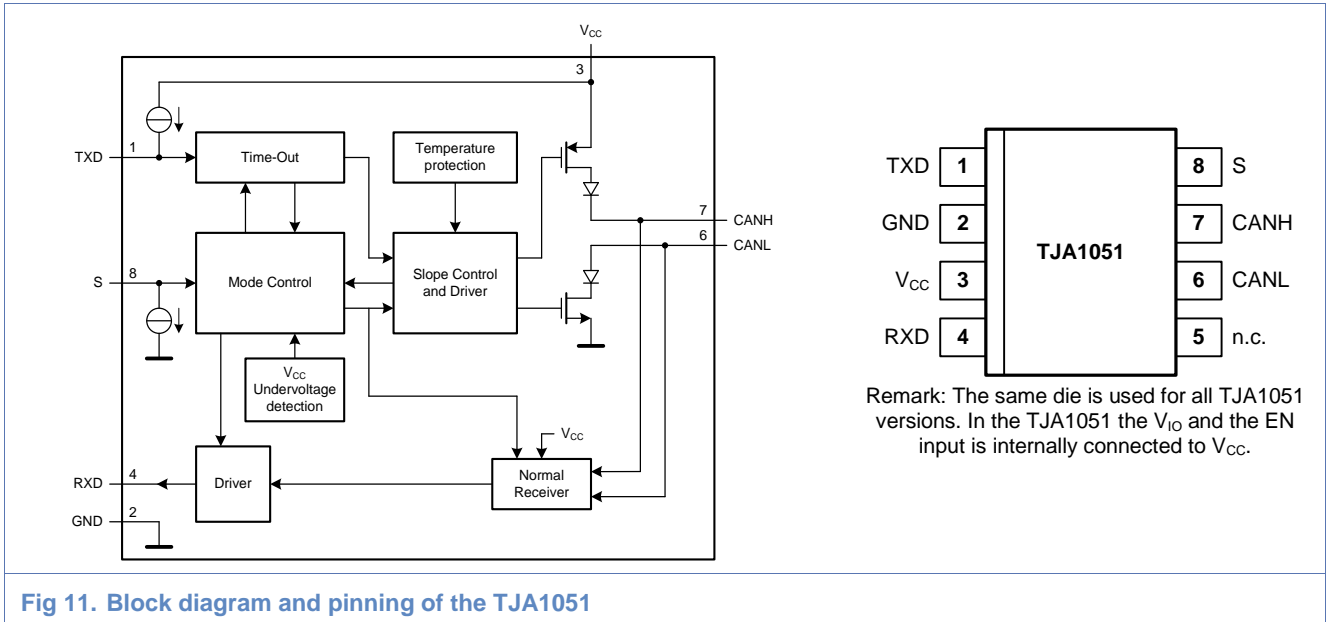 VCC
3
TXD
1
Time-Out
Temperature
protection
7
CANH
6
CANL
S
8
Mode Control
Slope Control
and Driver
VCC
Undervoltage
detection
VCC
RXD
4
Driver
Normal
Receiver
GND
2
TXD 1
8 S
GND 2
7 CANH
TJA1051
VCC 3
6 CANL
RXD 4
5 n.c.
Remark: The same die is used for all TJA1051
versions. In the TJA1051 the VIO and the EN
input is internally connected to VCC.
Fig 11. Block diagram and pinning of the TJA1051